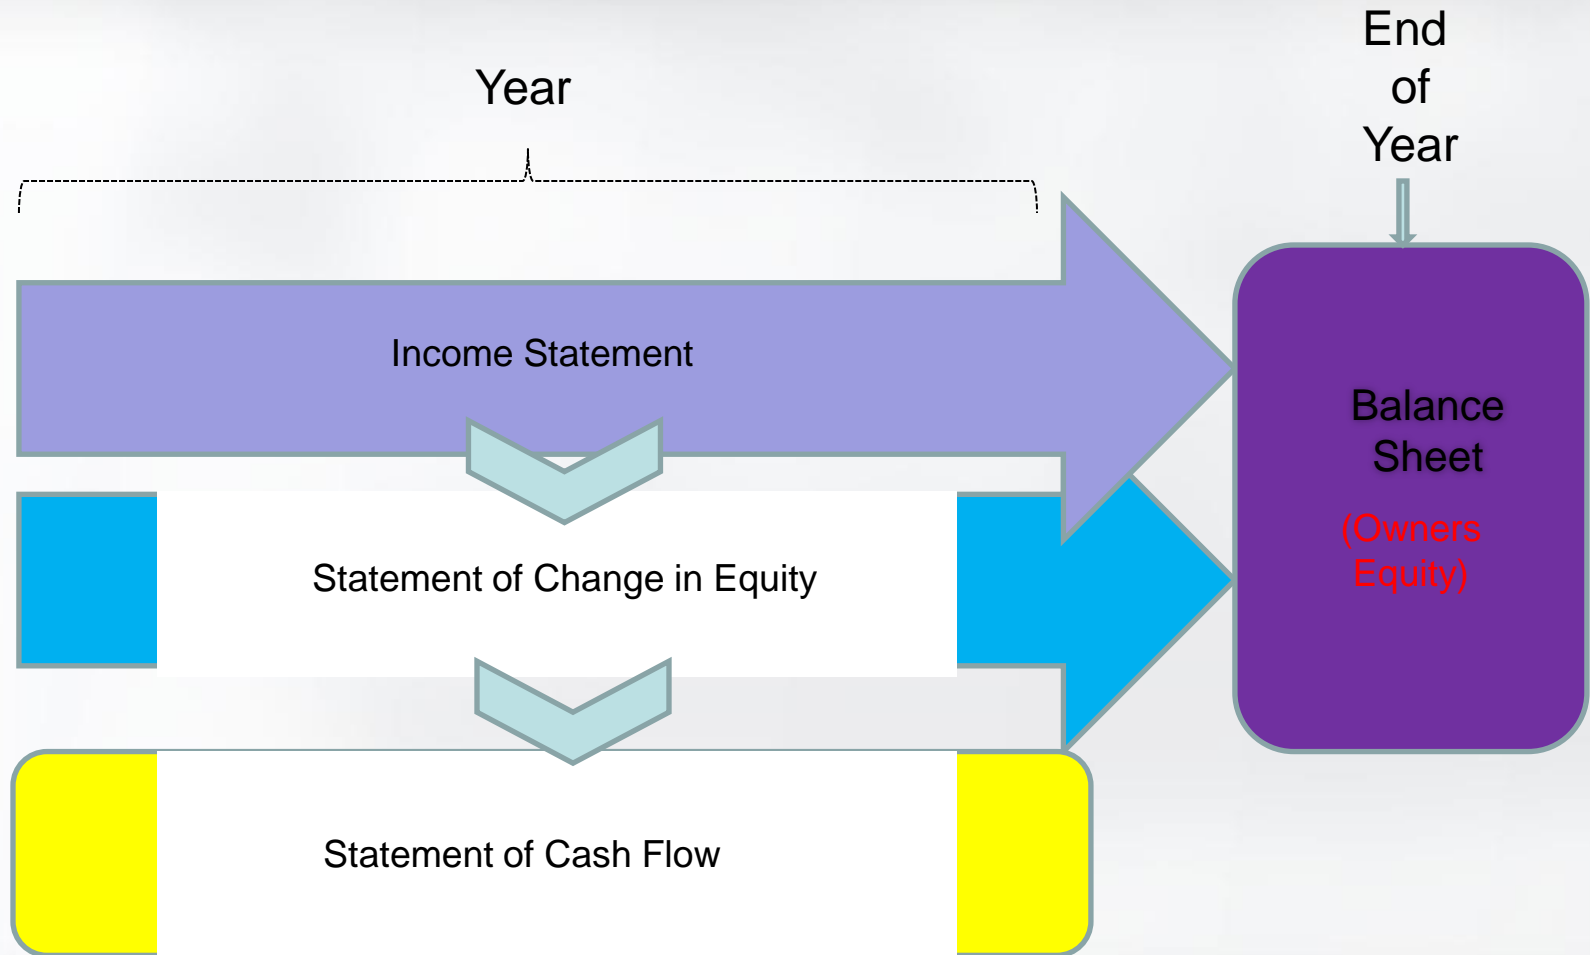 Year
End
of
Year
Income Statement
Balance
Sheet
(Owners
Equity)
Statement of Change in Equity
Statement of Cash Flow